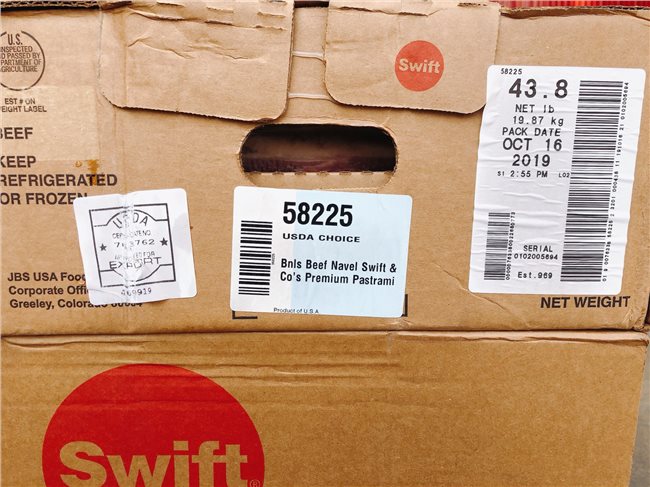 U.S.
INSPECTED
AND PASSED BY
DEPARTMENT OF
AGRICULTURE
EST # ON
WEIGHT LABEL
BEEF
KEEP
REFRIGERATED
OR FROZEN
JBS USA Food
Corporate Offi
Greeley, Colorado
USDA
EXPORT
469919
Swift
58225
USDA CHOICE
Bnls Beef Navel Swift &
Co's Premium Pastrami
Product of U.S.A
58225
43.8
NET lb
19.87 kg
PACK DATE
OCT 16
2019
S1 2:55 PM L02
SERIAL
0102005694
Est.969
NET WEIGHT
Swift